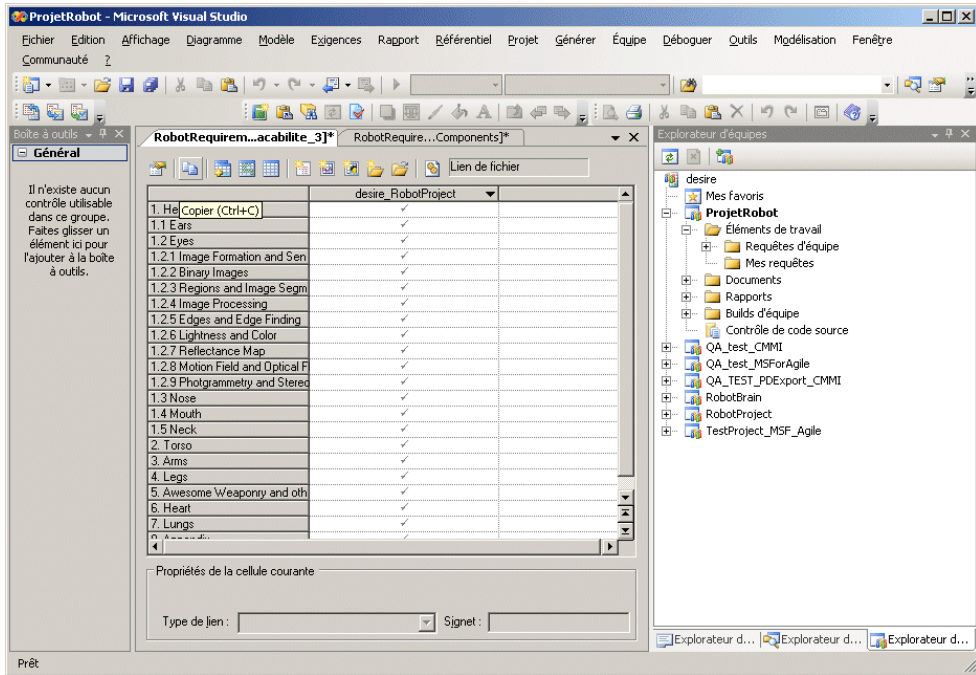 ProjetRobot - Microsoft Visual Studio
Fichier Edition Affichage Diagramme Modèle Exigences Rapport Référentiel Projet Générer Équipe Déboguer Outils Modélisation Fenêtre
Communauté ?
Boîte à outils
Général
Il n'existe aucun
contrôle utilisable
dans ce groupe.
Faites glisser un
élément ici pour
l'ajouter à la boîte
à outils.
RobotRequirem...acabilite_3]* RobotRequire...Components]*
Lien de fichier
desire_RobotProject
1. He
Copier (Ctrl+C)
1.1 Ears
1.2 Eyes
1.2.1 Image Formation and Sen
1.2.2 Binary Images
1.2.3 Regions and Image Segm
1.2.4 Image Processing
1.2.5 Edges and Edge Finding
1.2.6 Lightness and Color
1.2.7 Reflectance Map
1.2.8 Motion Field and Optical Fl
1.2.9 Photgrammetry and Stereo
1.3 Nose
1.4 Mouth
1.5 Neck
2. Torso
3. Arms
4. Legs
5. Awesome Weaponry and oth
6. Heart
7. Lungs
Propriétés de la cellule courante
Type de lien : Signet :
Explorateur d'équipes
desire
Mes favoris
ProjetRobot
Éléments de travail
Requêtes d'équipe
Mes requêtes
Documents
Rapports
Builds d'équipe
Contrôle de code source
QA_test_CMMI
QA_test_MSForAgile
QA_TEST_PDExport_CMMI
RobotBrain
RobotProject
TestProject_MSF_Agile
Explorateur d... Explorateur d... Explorateur d...
Prêt